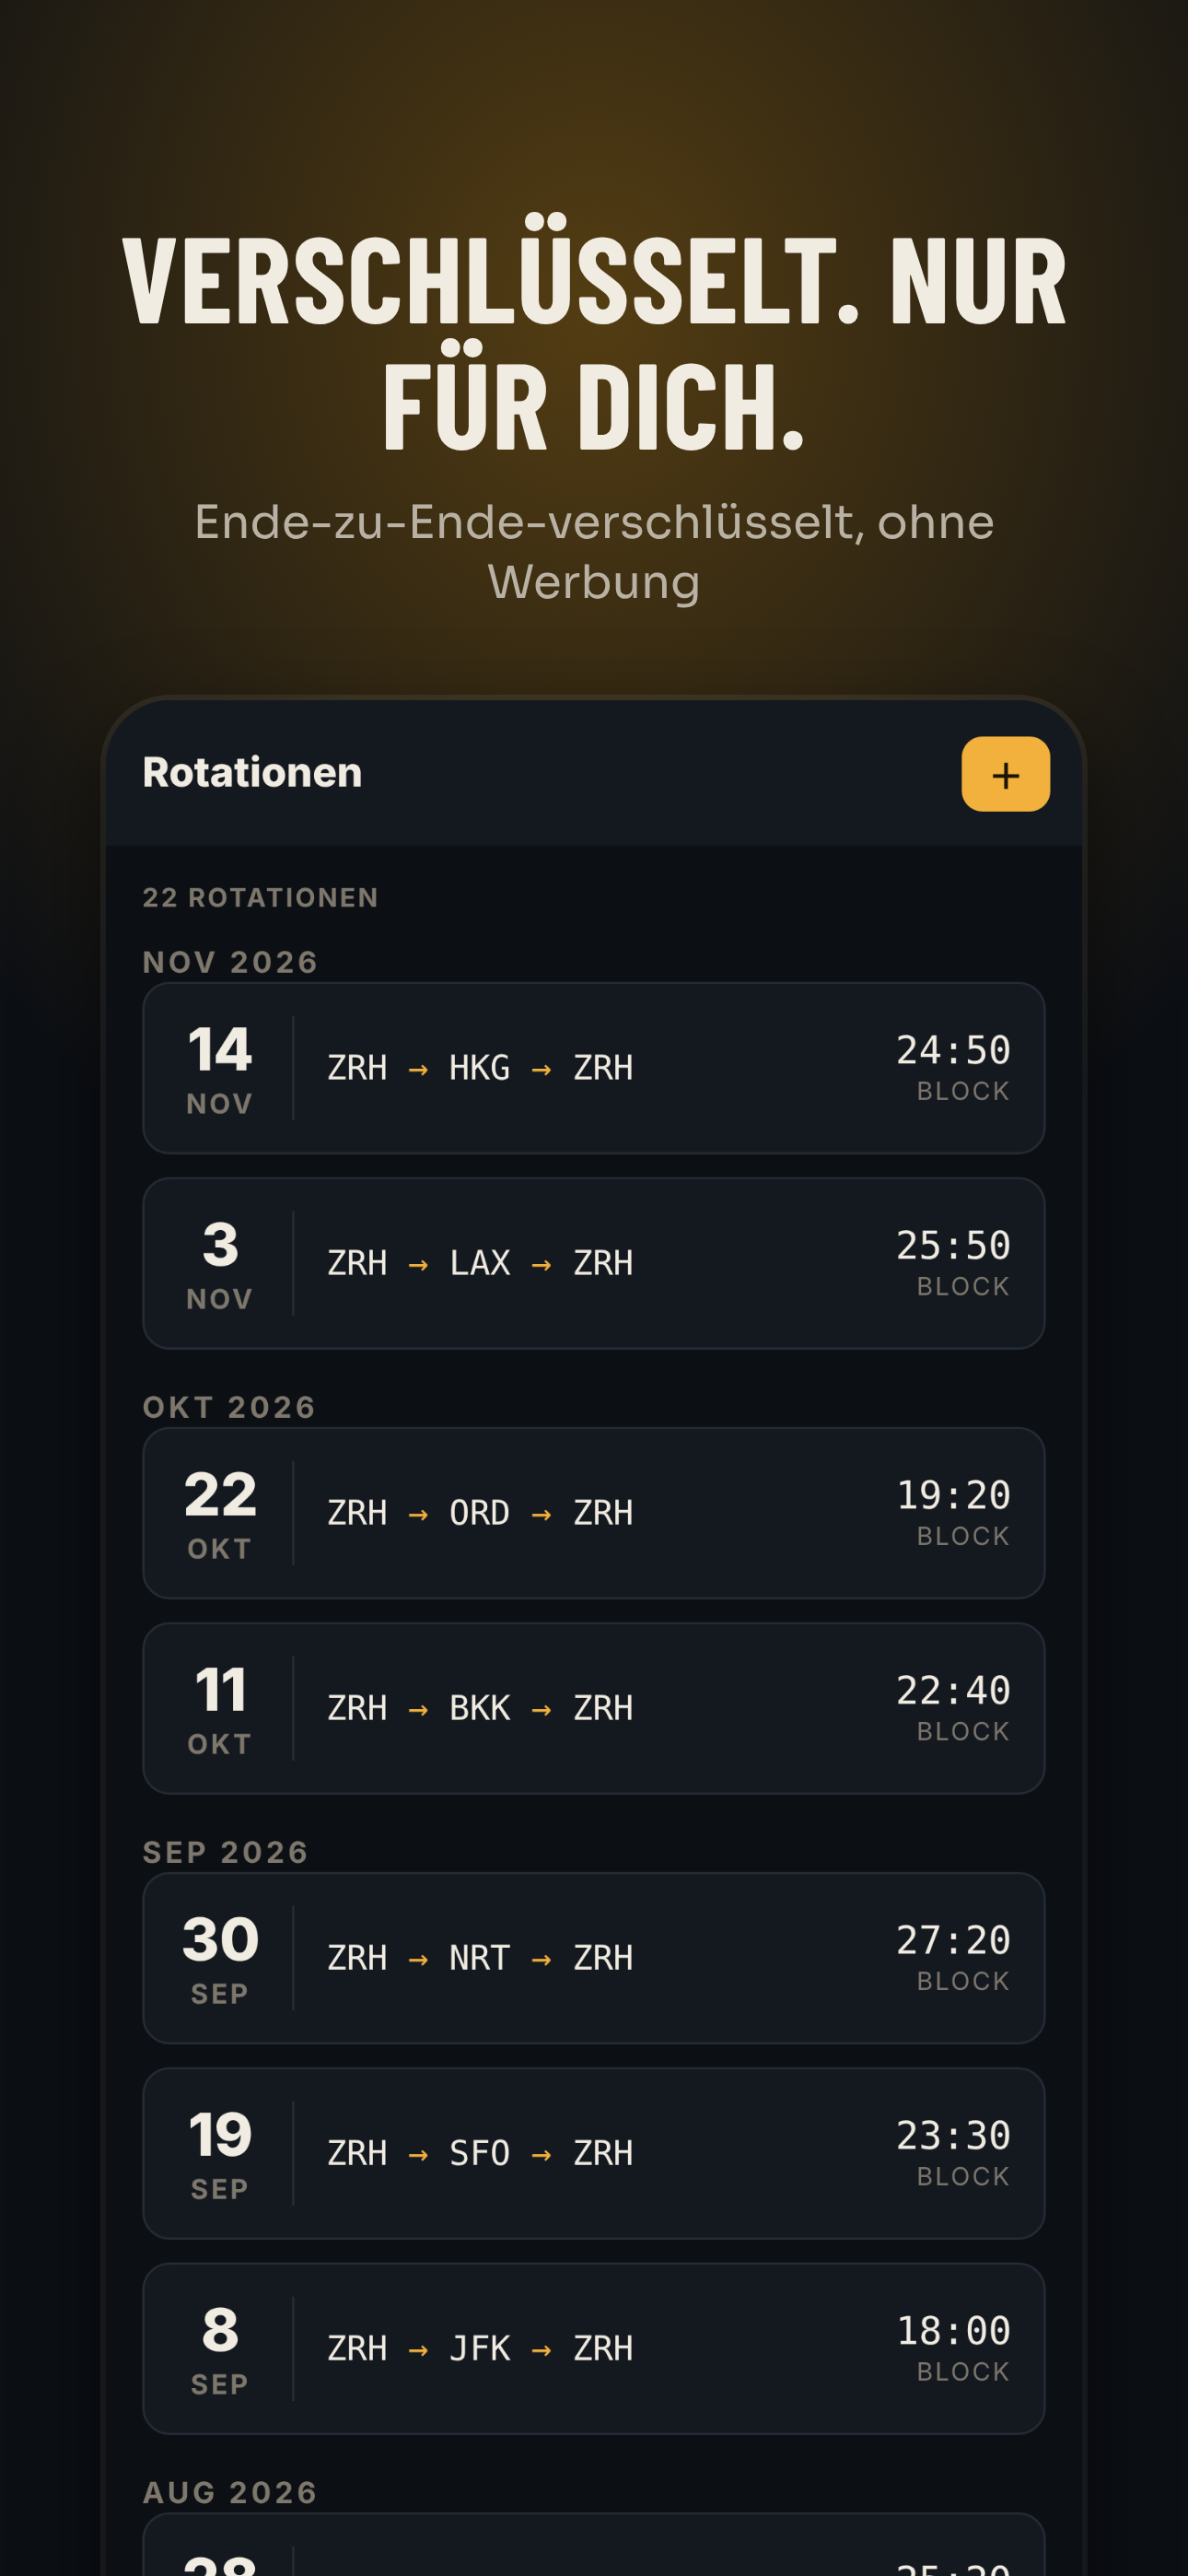 VERSCHLÜSSELT. NUR
FÜR DICH.
Ende-zu-Ende-verschlüsselt, ohne
Werbung
Rotationen
+
22 ROTATIONEN
NOV 2026
14
NOV
ZRH → HKG → ZRH
24:50
BLOCK
3
NOV
ZRH → LAX → ZRH
25:50
BLOCK
OKT 2026
22
OKT
ZRH → ORD → ZRH
19:20
BLOCK
11
OKT
ZRH → BKK → ZRH
22:40
BLOCK
SEP 2026
30
SEP
ZRH → NRT → ZRH
27:20
BLOCK
19
SEP
ZRH → SFO → ZRH
23:30
BLOCK
8
SEP
ZRH → JFK → ZRH
18:00
BLOCK
AUG 2026